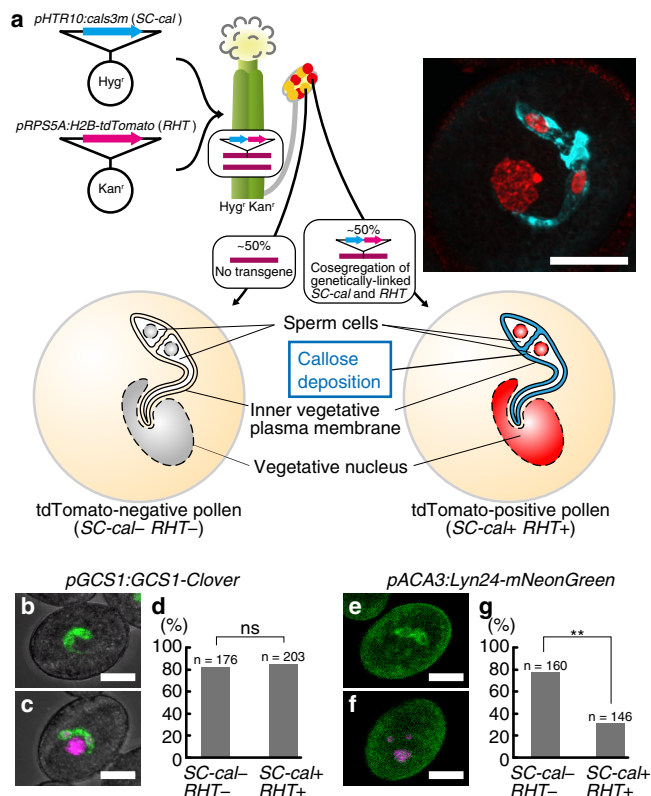 a
pHTR10:cals3m (SC-cal)
Hygʳ
pRPS5A:H2B-tdTomato (RHT)
Kanʳ
Hygʳ Kanʳ
~50%
No transgene
~50%
Cosegregation of
genetically-linked
SC-cal and RHT
Sperm cells
Callose
deposition
Inner vegetative
plasma membrane
Vegetative nucleus
tdTomato-negative pollen
(SC-cal– RHT–)
tdTomato-positive pollen
(SC-cal+ RHT+)
pGCS1:GCS1-Clover
b
c
d
(%)
100
80
60
40
20
0
ns
n = 176
n = 203
SC-cal–
RHT–
SC-cal+
RHT+
pACA3:Lyn24-mNeonGreen
e
f
g
(%)
100
80
60
40
20
0
**
n = 160
n = 146
SC-cal–
RHT–
SC-cal+
RHT+